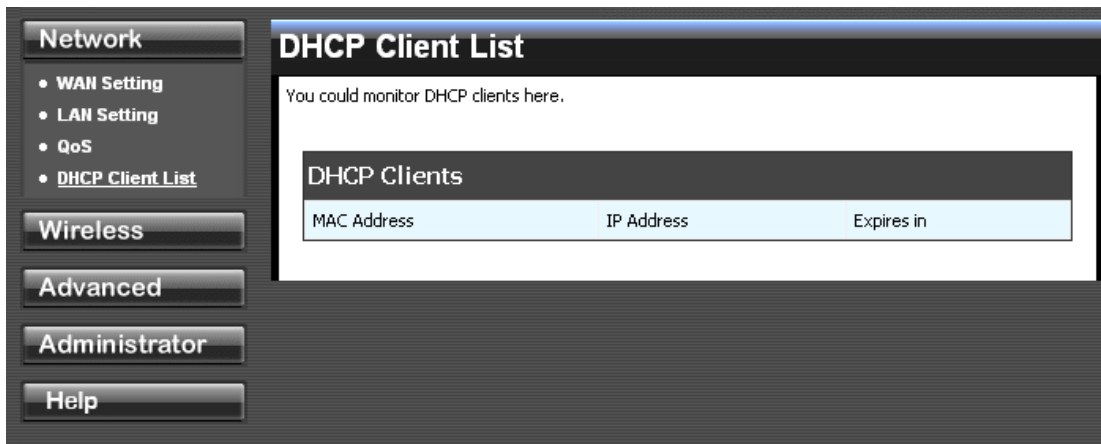 Network
WAN Setting
LAN Setting
QoS
DHCP Client List
Wireless
Advanced
Administrator
Help
DHCP Client List
You could monitor DHCP clients here.
DHCP Clients
MAC Address IP Address Expires in